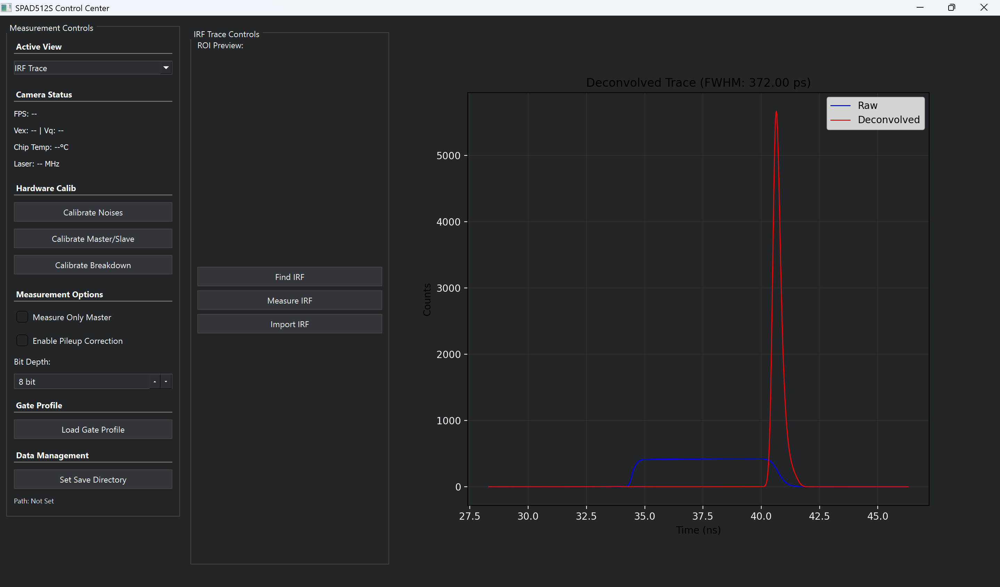 SPAD512S Control Center
Measurement Controls
Active View
IRF Trace
Camera Status
FPS: --
Vex: -- | Vq: --
Chip Temp: --°C
Laser: -- MHz
Hardware Calib
Calibrate Noises
Calibrate Master/Slave
Calibrate Breakdown
Measurement Options
Measure Only Master
Enable Pileup Correction
Bit Depth:
8 bit
Gate Profile
Load Gate Profile
Data Management
Set Save Directory
Path: Not Set
IRF Trace Controls
ROI Preview:
Find IRF
Measure IRF
Import IRF
Deconvolved Trace (FWHM: 372.00 ps)
Raw
Deconvolved
Counts
5000
4000
3000
2000
1000
0
27.5 30.0 32.5 35.0 37.5 40.0 42.5 45.0
Time (ns)